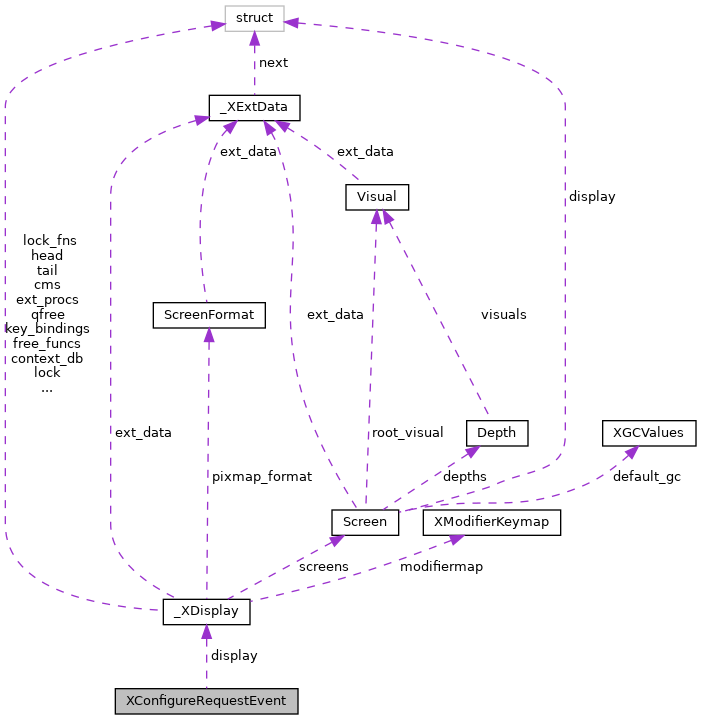 struct
next
_XExtData
ext_data
ext_data
Visual
display
lock_fns
head
tail
cms
ext_procs
qfree
key_bindings
free_funcs
context_db
lock
...
ScreenFormat
ext_data
visuals
ext_data
root_visual
Depth
XGCValues
pixmap_format
depths
default_gc
Screen
XModifierKeymap
screens
modifiermap
_XDisplay
display
XConfigureRequestEvent